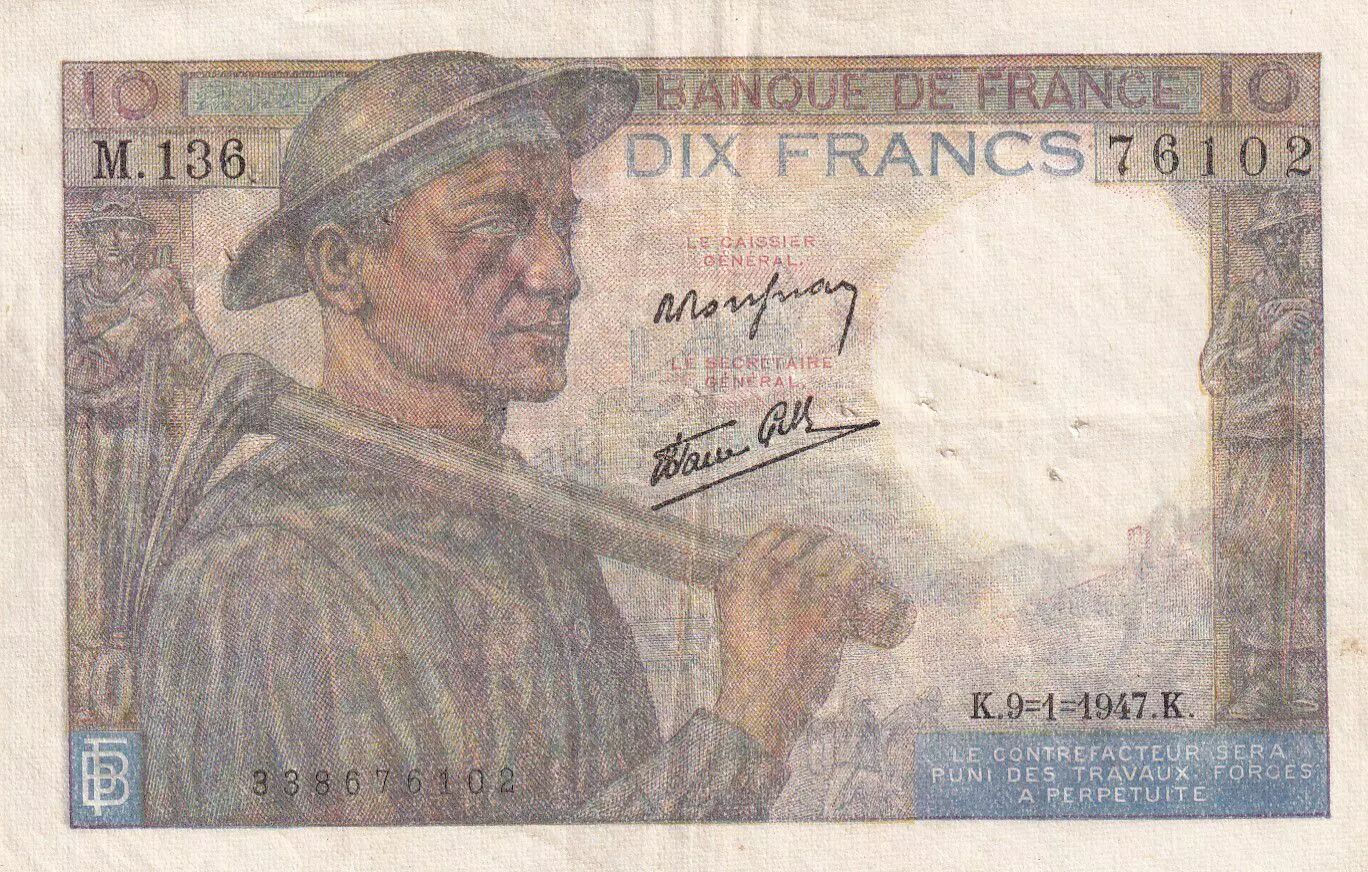 10 BANQUE DE FRANCE 10
M.136 DIX FRANCS 76102
LE CAISSIER
GÉNÉRAL,
LE SECRÉTAIRE
GÉNÉRAL,
K.9=1=1947.K.
LE CONTREFACTEUR SERA
PUNI DES TRAVAUX FORCÉS
A PERPÉTUITÉ
338676102